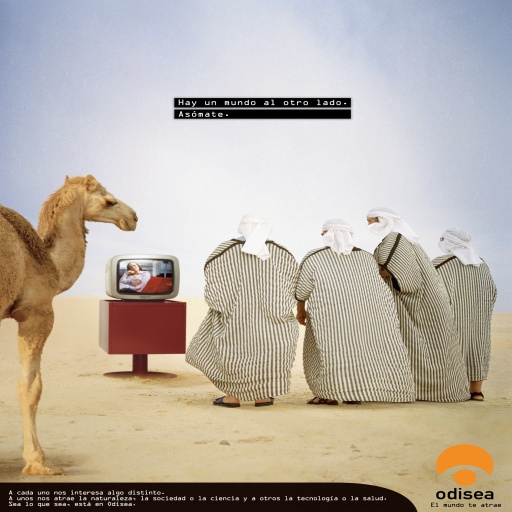 Hay un mundo al otro lado.
Asómate.
A cada uno nos interesa algo distinto.
A unos nos atrae la naturaleza, la sociedad o la ciencia y a otros la tecnología o la salud.
Sea lo que sea, está en Odisea.
odisea
El mundo te atrae